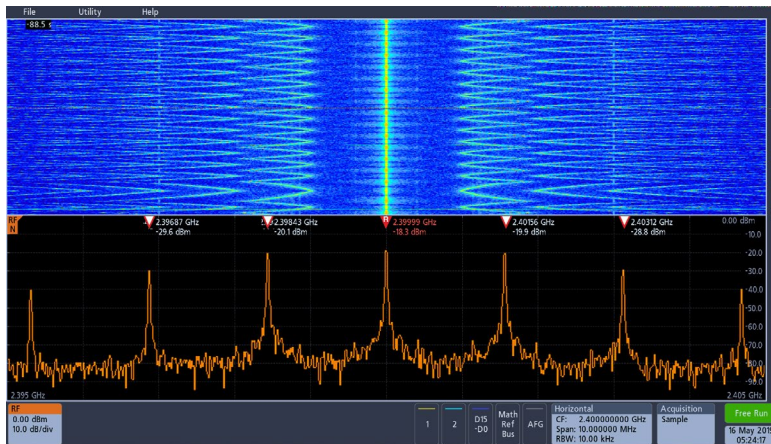 File Utility Help
-88.5
RF
N
2.39687 GHz
-29.6 dBm
2.39843 GHz
-20.1 dBm
R
2.39999 GHz
-18.3 dBm
2.40156 GHz
-19.9 dBm
2.40312 GHz
-28.8 dBm
0.00 dBm
-10.0
-20.0
-30.0
-40.0
-50.0
-60.0
-70.0
-80.0
-90.0
2.395 GHz
2.405 GHz
RF
0.00 dBm
10.0 dB/div
1
2
D15
-D0
Math
Ref
Bus
AFG
Horizontal
CF: 2.400000000 GHz
Span: 10.000000 MHz
RBW: 10.00 kHz
Acquisition
Sample
Free Run
16 May 201
05:24:17